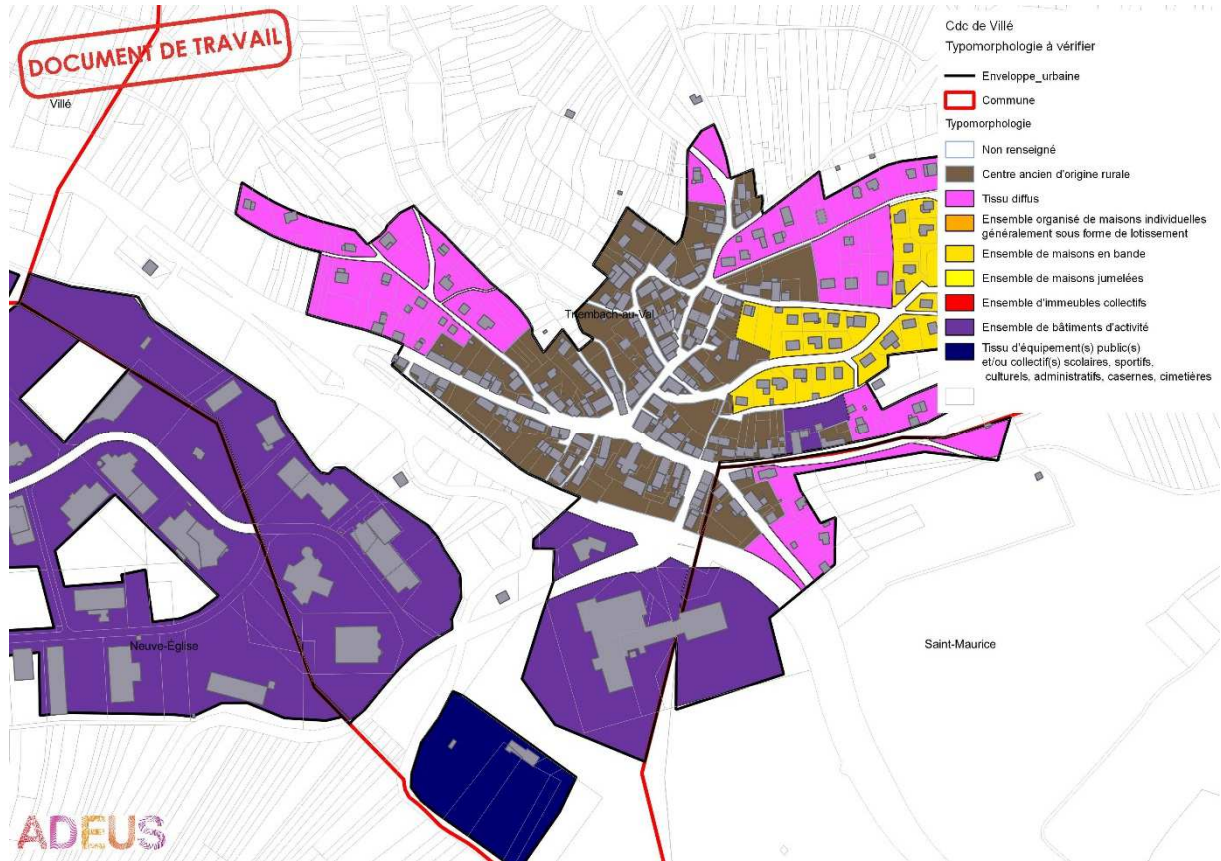 DOCUMENT DE TRAVAIL
Villé
Triembach-au-Val
Neuve-Église
Saint-Maurice
Cdc de Villé
Typomorphologie à vérifier
Enveloppe_urbaine
Commune
Typomorphologie
Non renseigné
Centre ancien d'origine rurale
Tissu diffus
Ensemble organisé de maisons individuelles
généralement sous forme de lotissement
Ensemble de maisons en bande
Ensemble de maisons jumelées
Ensemble d'immeubles collectifs
Ensemble de bâtiments d'activité
Tissu d'équipement(s) public(s)
et/ou collectif(s) scolaires, sportifs,
culturels, administratifs, casernes, cimetières
ADEUS